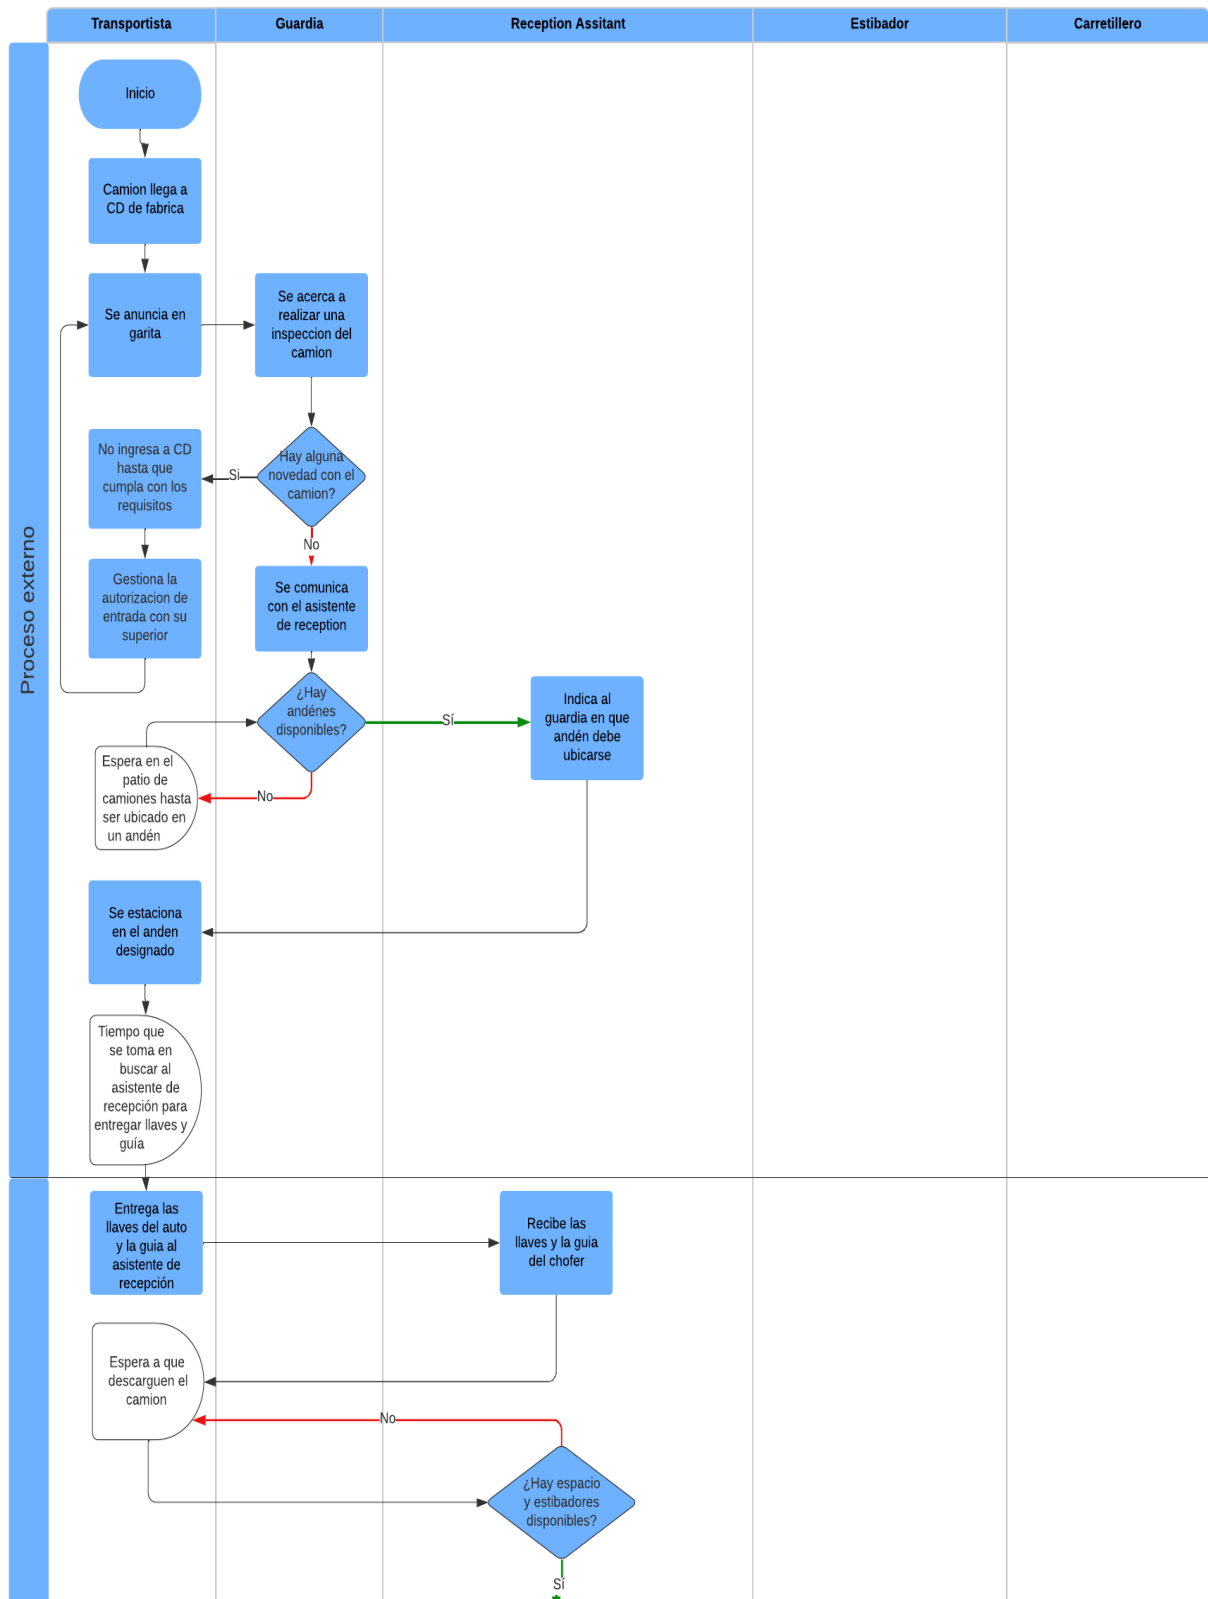 Transportista
Guardia
Reception Assitant
Estibador
Carretillero
Proceso externo
Inicio
Camion llega a
CD de fabrica
Se anuncia en
garita
Se acerca a
realizar una
inspeccion del
camion
Hay alguna
novedad con el
camion?
Si
No ingresa a CD
hasta que
cumpla con los
requisitos
No
Gestiona la
autorizacion de
entrada con su
superior
Se comunica
con el asistente
de reception
¿Hay
andénes
disponibles?
Sí
Indica al
guardia en que
andén debe
ubicarse
No
Espera en el
patio de
camiones hasta
ser ubicado en
un andén
Se estaciona
en el anden
designado
Tiempo que
se toma en
buscar al
asistente de
recepción para
entregar llaves y
guía
Entrega las
llaves del auto
y la guia al
asistente de
recepción
Recibe las
llaves y la guia
del chofer
Espera a que
descarguen el
camion
No
¿Hay espacio
y estibadores
disponibles?
Sí